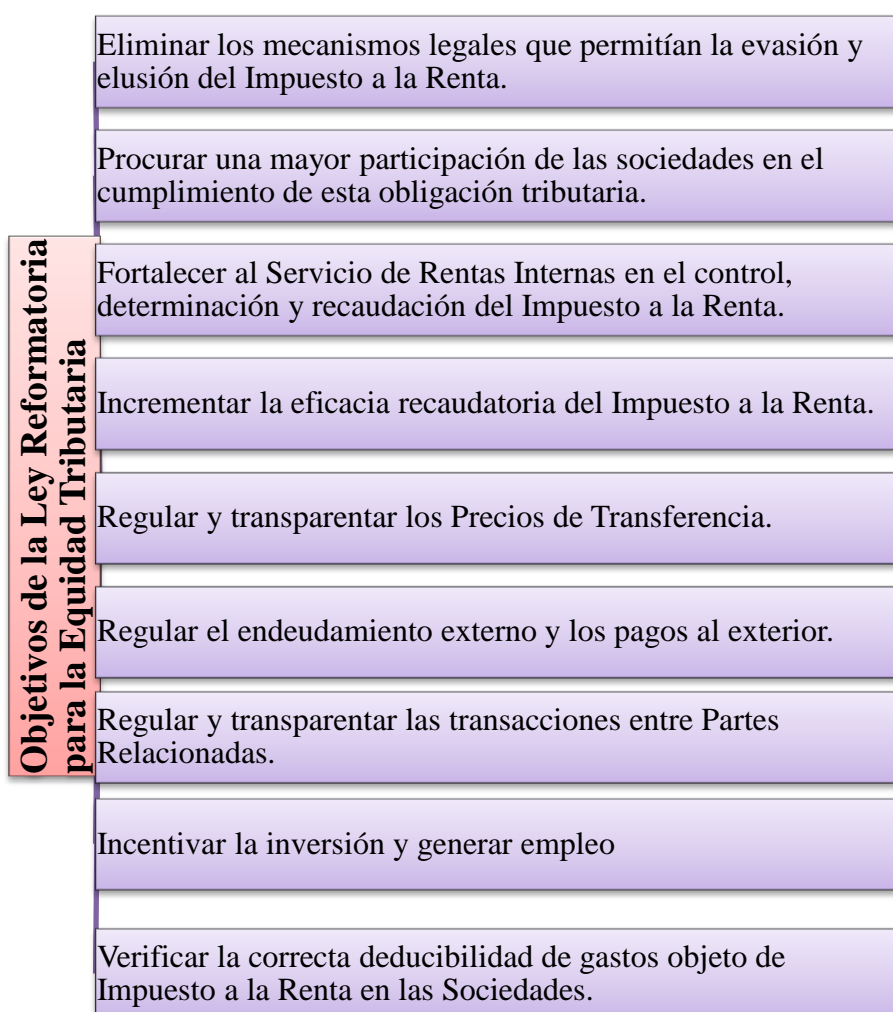 Objetivos de la Ley Reformatoria
para la Equidad Tributaria
Eliminar los mecanismos legales que permitían la evasión y
elusión del Impuesto a la Renta.
Procurar una mayor participación de las sociedades en el
cumplimiento de esta obligación tributaria.
Fortalecer al Servicio de Rentas Internas en el control,
determinación y recaudación del Impuesto a la Renta.
Incrementar la eficacia recaudatoria del Impuesto a la Renta.
Regular y transparentar los Precios de Transferencia.
Regular el endeudamiento externo y los pagos al exterior.
Regular y transparentar las transacciones entre Partes
Relacionadas.
Incentivar la inversión y generar empleo
Verificar la correcta deducibilidad de gastos objeto de
Impuesto a la Renta en las Sociedades.